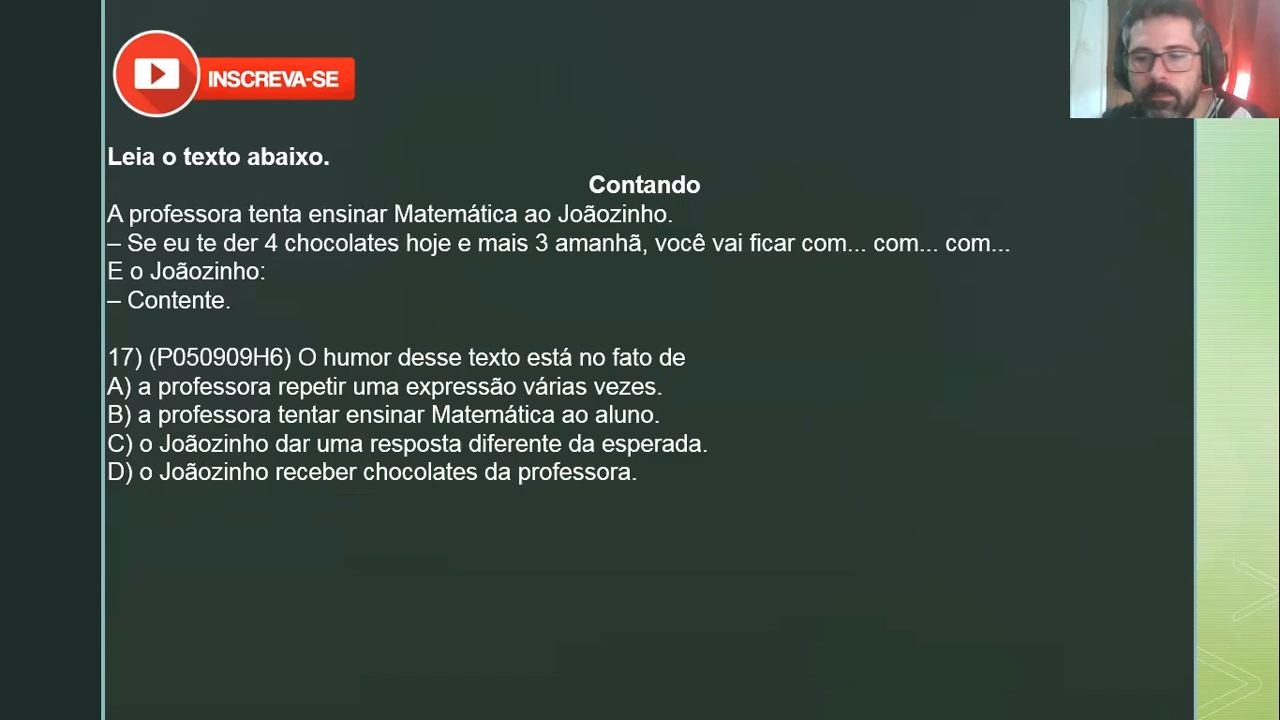 INSCREVA-SE
Leia o texto abaixo.
Contando
A professora tenta ensinar Matemática ao Joãozinho.
– Se eu te der 4 chocolates hoje e mais 3 amanhã, você vai ficar com... com... com...
E o Joãozinho:
– Contente.
17) (P050909H6) O humor desse texto está no fato de
A) a professora repetir uma expressão várias vezes.
B) a professora tentar ensinar Matemática ao aluno.
C) o Joãozinho dar uma resposta diferente da esperada.
D) o Joãozinho receber chocolates da professora.